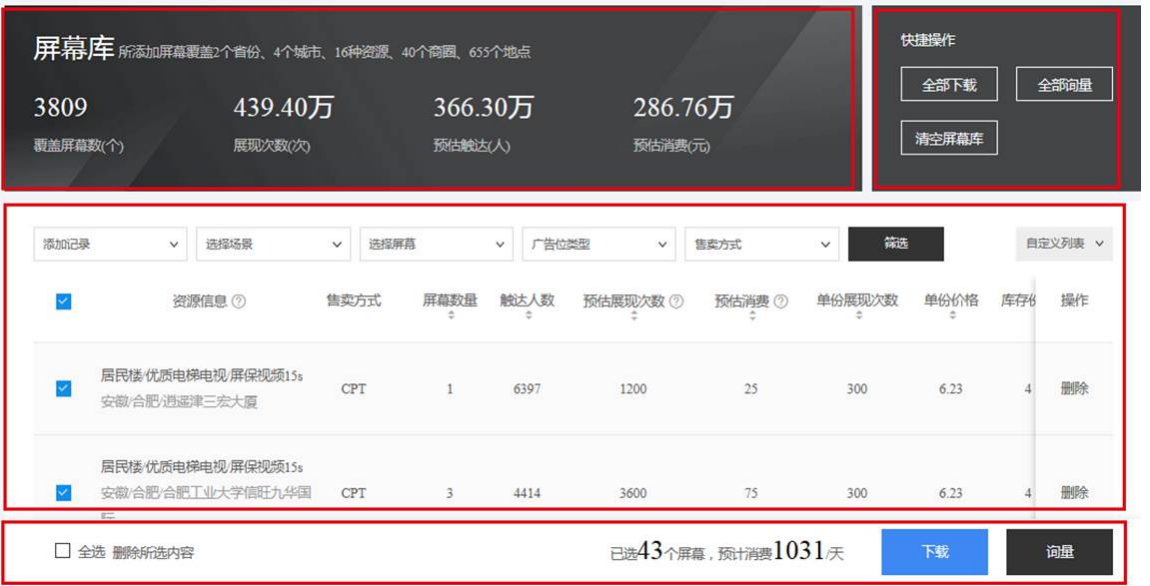 屏幕库 所添加屏幕覆盖2个省份、4个城市、16种资源、40个商圈、655个地点
3809 439.40万 366.30万 286.76万
覆盖屏幕数(个) 展现次数(次) 预估触达(人) 预估消费(元)
快捷操作
全部下载 全部询量
清空屏幕库
添加记录 选择场景 选择屏幕 广告位类型 售卖方式 筛选 自定义列表
资源信息 售卖方式 屏幕数量 触达人数 预估展现次数 预估消费 单份展现次数 单份价格 库存 操作
居民楼/优质电梯电视/屏保视频15s
安徽/合肥/逍遥津三宏大厦
CPT 1 6397 1200 25 300 6.23 4 删除
居民楼/优质电梯电视/屏保视频15s
安徽/合肥/合肥工业大学信旺九华国
CPT 3 4414 3600 75 300 6.23 4 删除
全选 删除所选内容 已选43个屏幕，预计消费1031/天 下载 询量